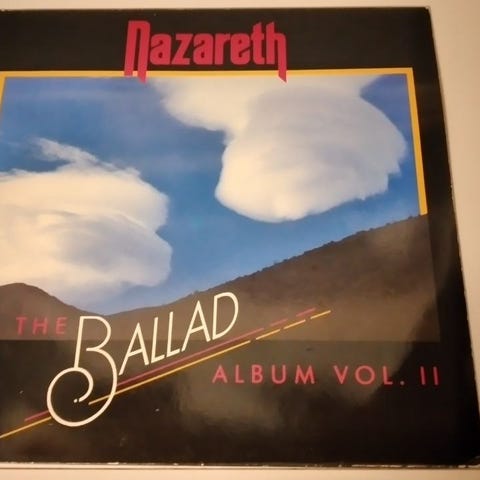 Nazareth
THE BALLAD
ALBUM VOL. II